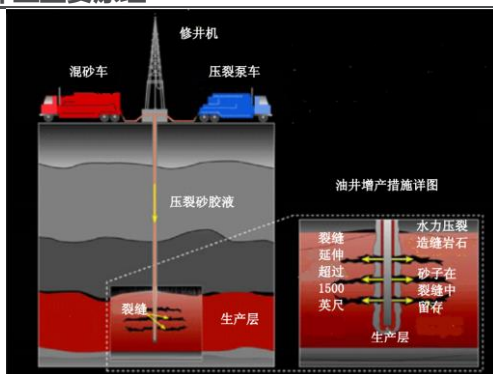 修井机
混砂车
压裂泵车
压裂砂胶液
油井增产措施详图
裂缝
延伸
超过
1500
英尺
水力压裂
造缝岩石
砂子在
裂缝中
留存
生产层
裂缝
生产层